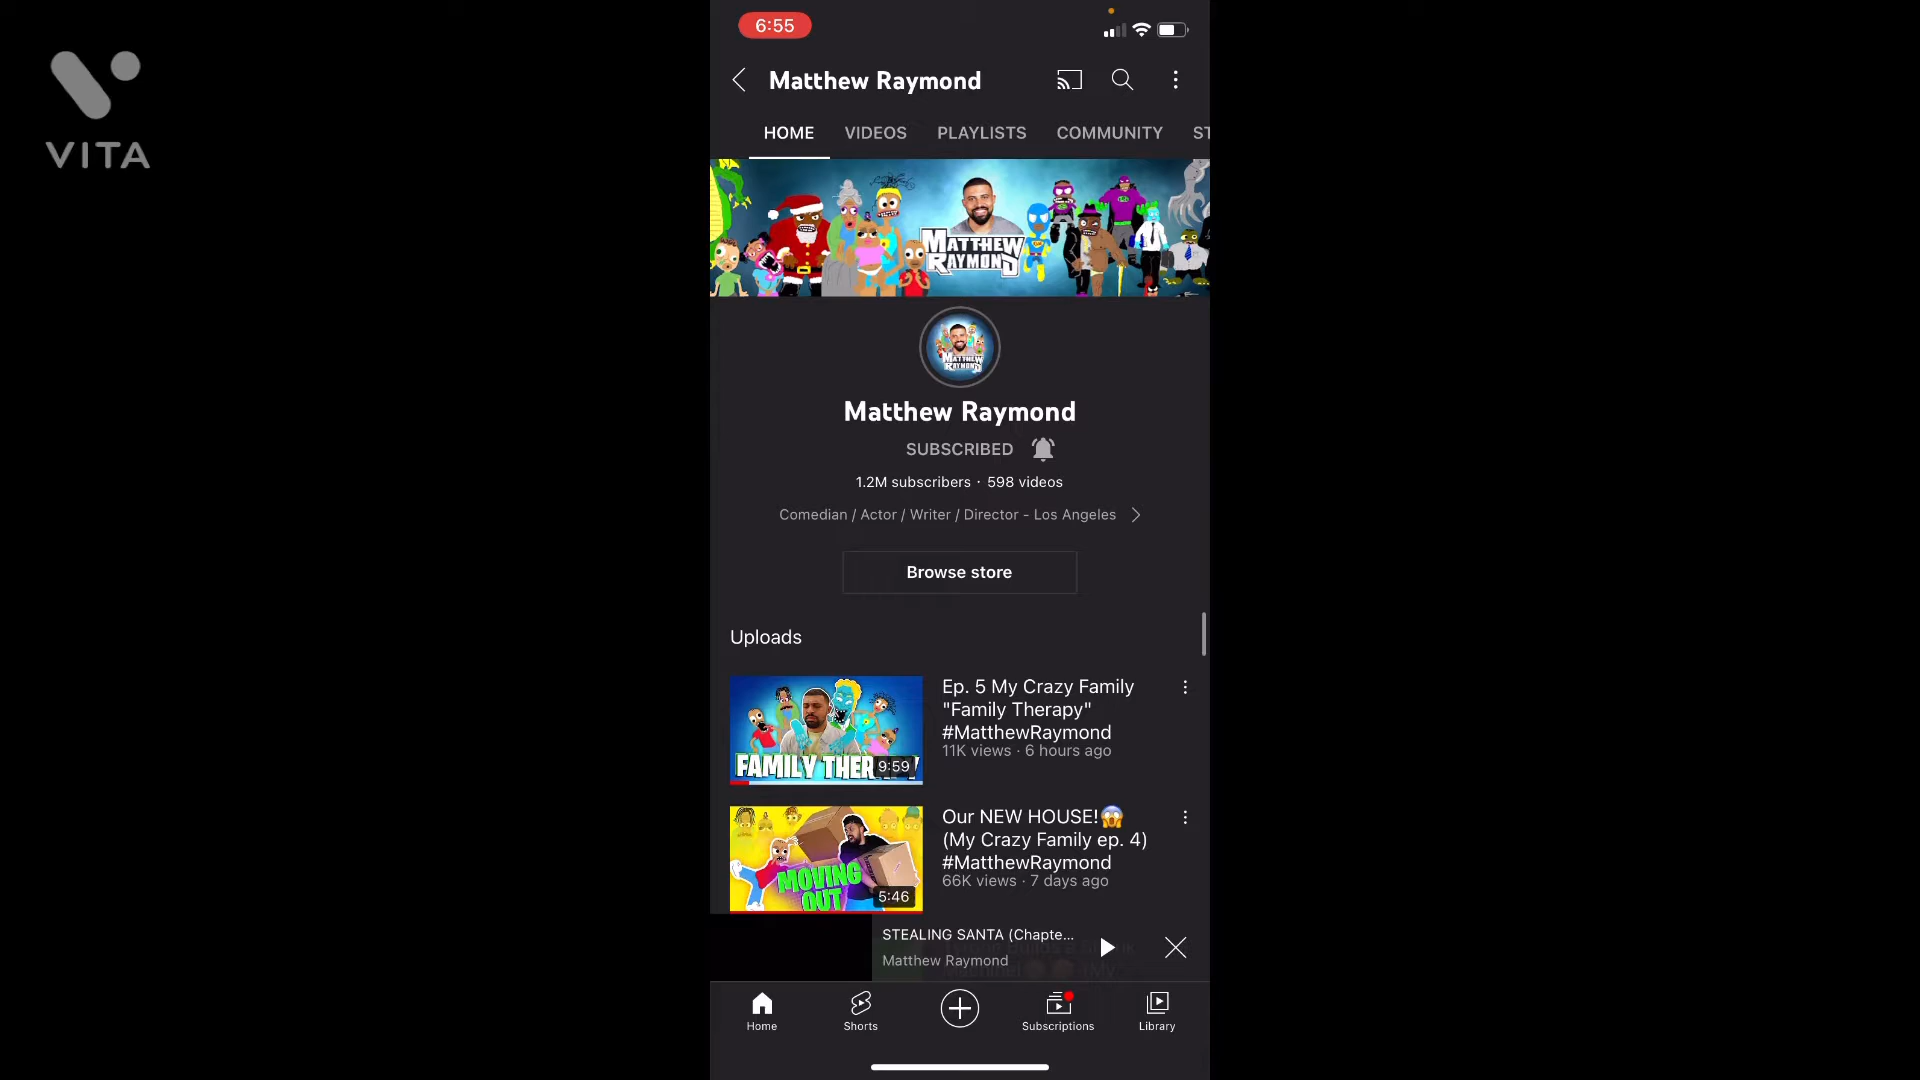 VITA
6:55
Matthew Raymond
HOME VIDEOS PLAYLISTS COMMUNITY ST
MATTHEW
RAYMOND
MATTHEW
RAYMOND
Matthew Raymond
SUBSCRIBED
1.2M subscribers · 598 videos
Comedian / Actor / Writer / Director - Los Angeles
Browse store
Uploads
FAMILY THER
9:59
Ep. 5 My Crazy Family
"Family Therapy"
#MatthewRaymond
11K views · 6 hours ago
MOVING
OUT
5:46
Our NEW HOUSE!😱
(My Crazy Family ep. 4)
#MatthewRaymond
66K views · 7 days ago
STEALING SANTA (Chapte...
Matthew Raymond
Home Shorts Subscriptions Library